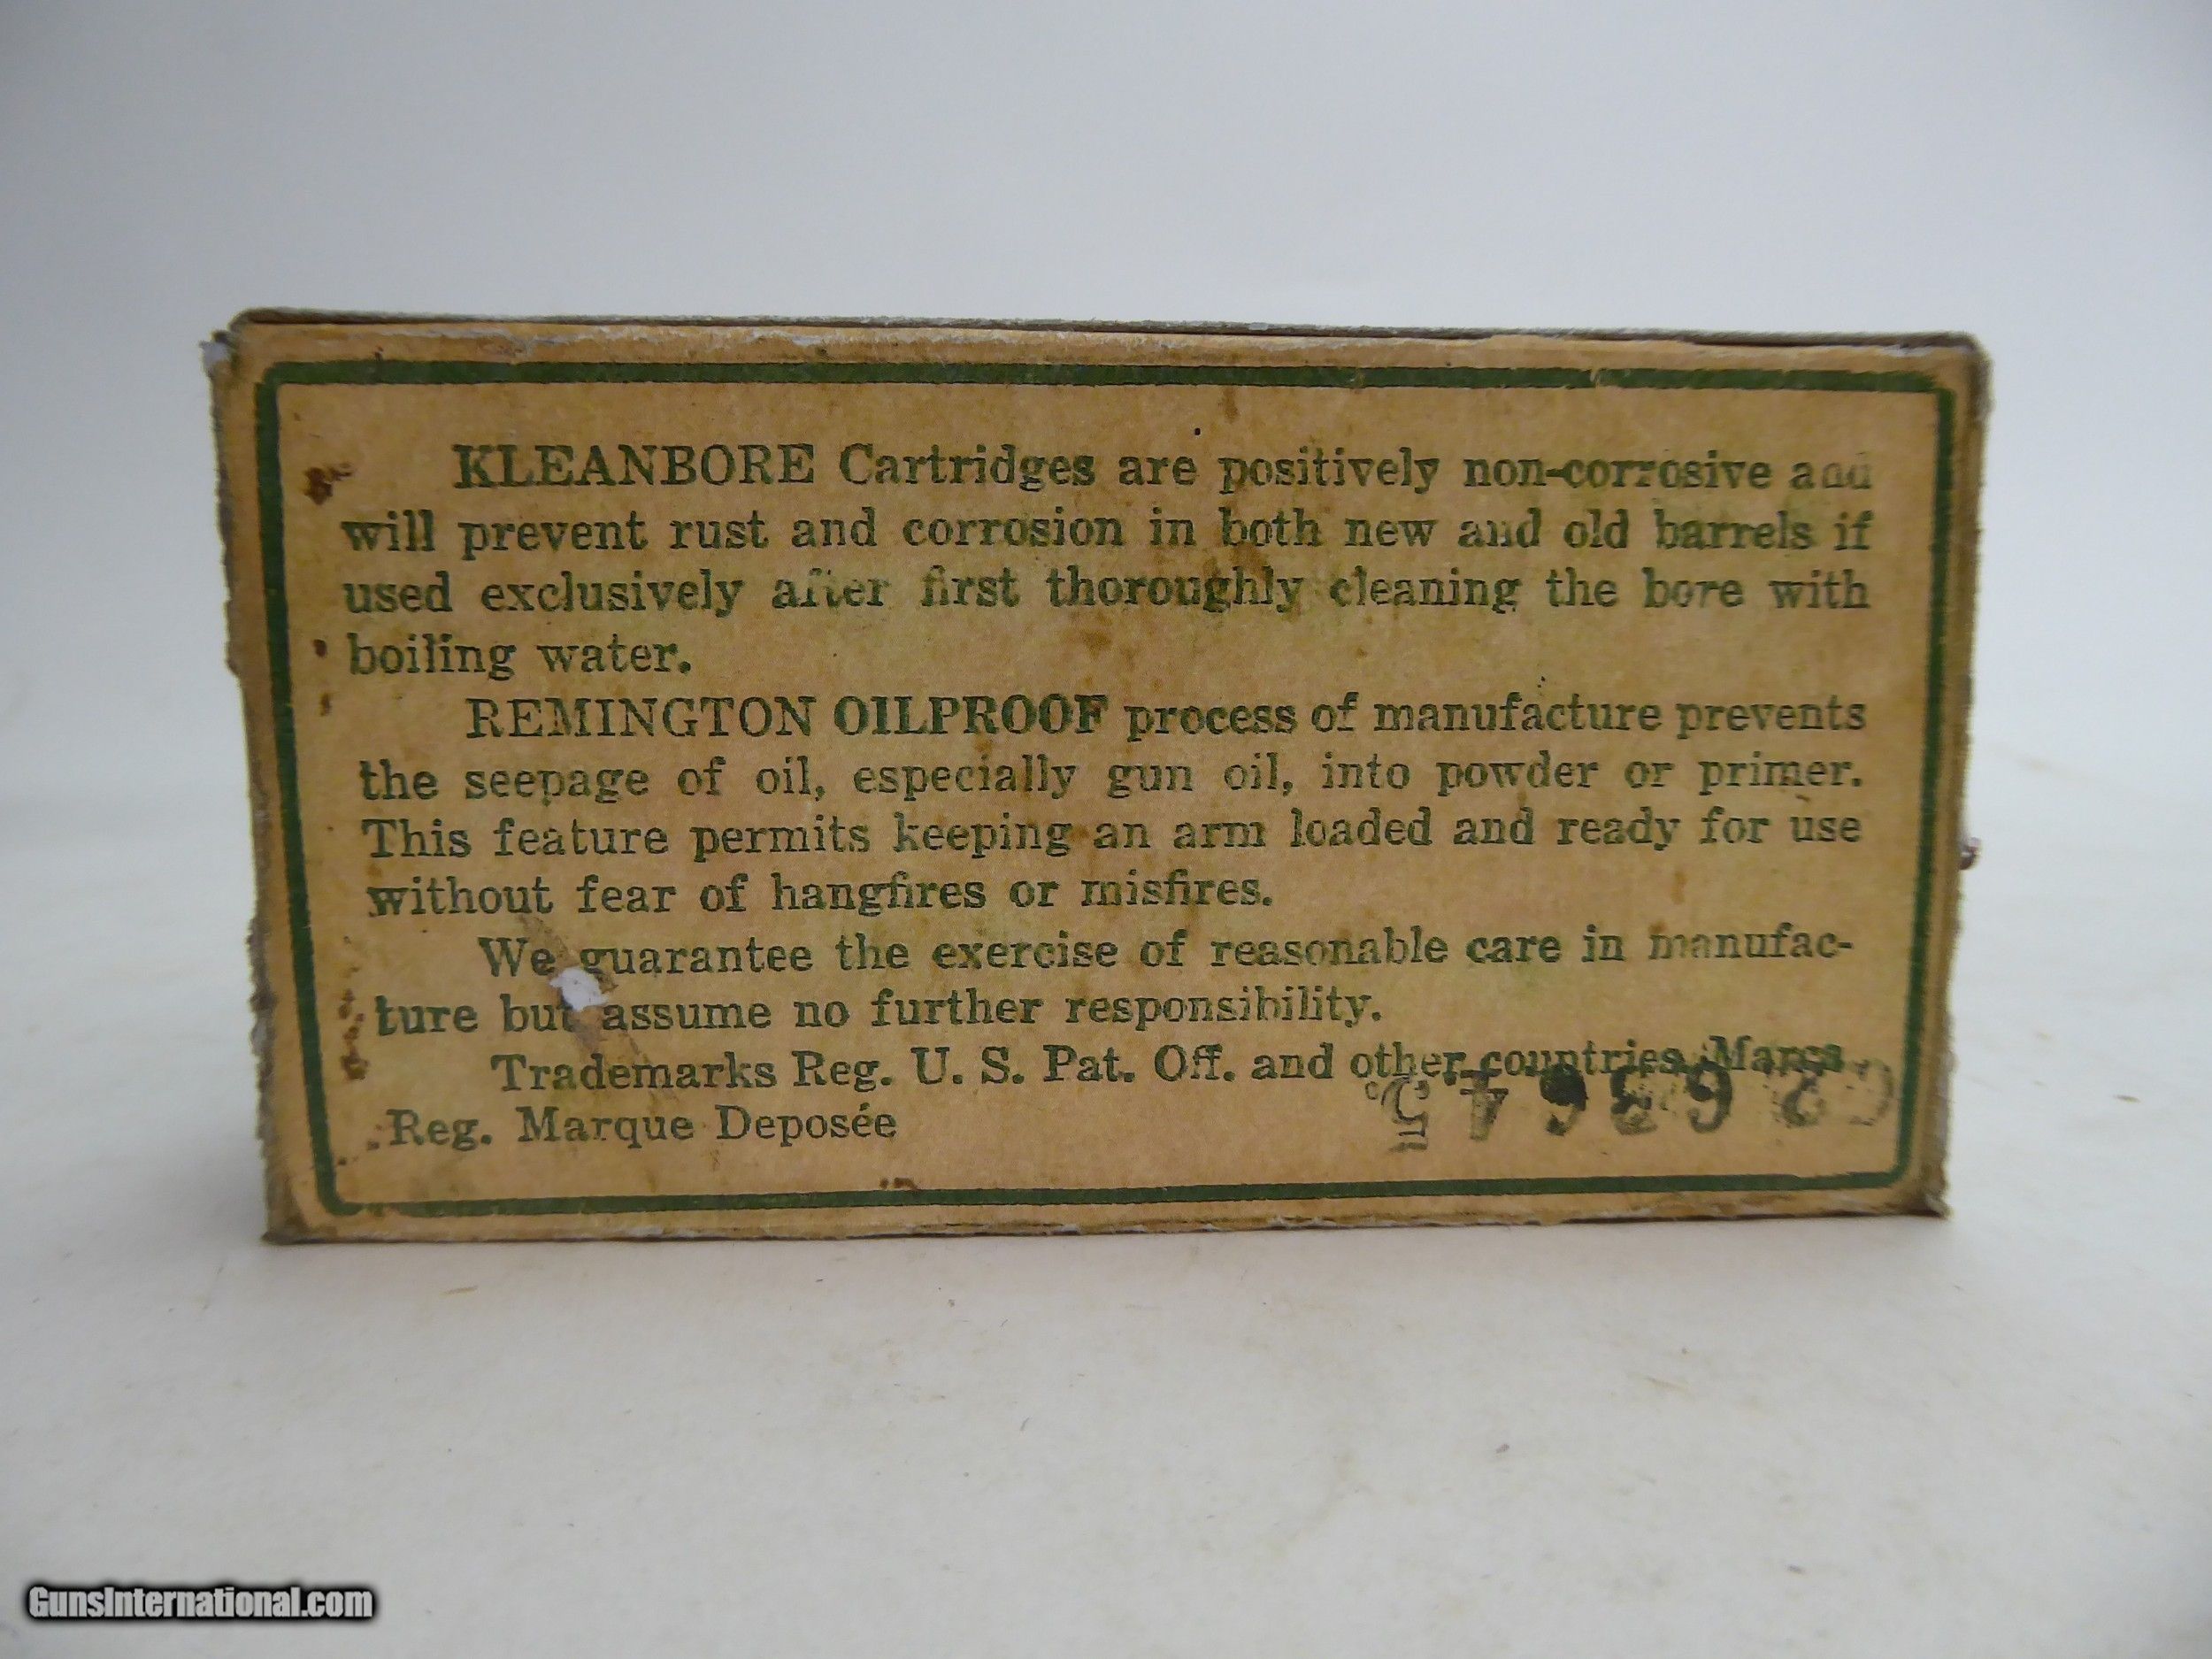 KLEANBORE Cartridges are positively non-corrosive and
will prevent rust and corrosion in both new and old barrels if
used exclusively after first thoroughly cleaning the bore with
boiling water.
REMINGTON OILPROOF process of manufacture prevents
the seepage of oil, especially gun oil, into powder or primer.
This feature permits keeping an arm loaded and ready for use
without fear of hangfires or misfires.
We guarantee the exercise of reasonable care in manufac-
ture but assume no further responsibility.
Trademarks Reg. U. S. Pat. Off. and other countries. Marcs
Reg. Marque Deposée
GunsInternational.com